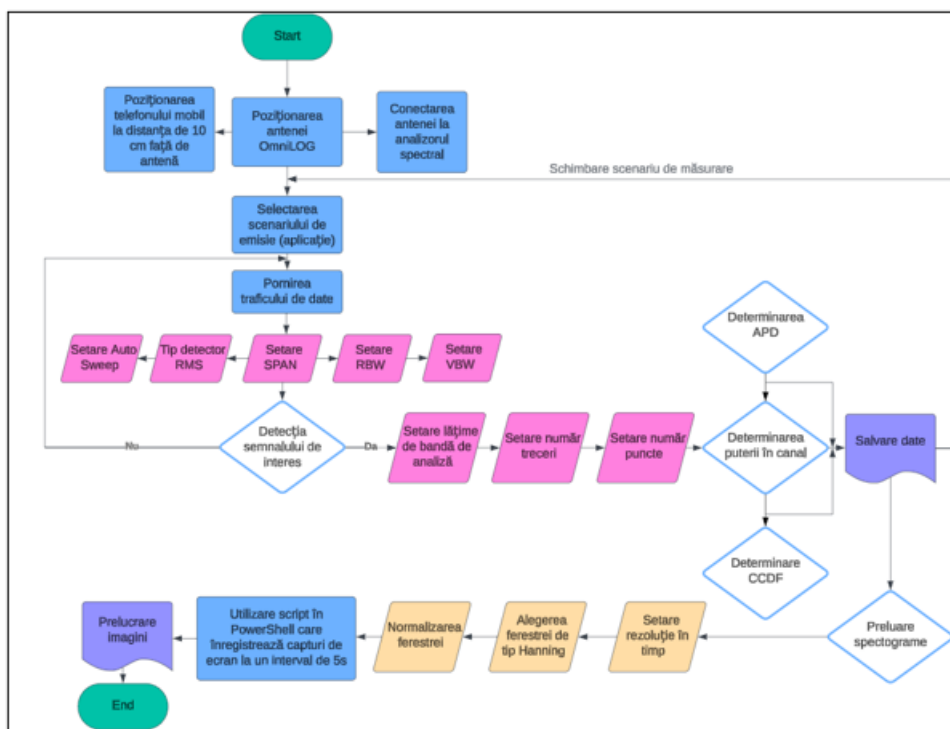 Start
Poziționarea
telefonului mobil
la distanța de 10
cm față de
antenă
Poziționarea
antenei
OmniLOG
Conectarea
antenei la
analizorul
spectral
Schimbare scenariu de măsurare
Selectarea
scenariului de
emisie (aplicație)
Pornirea
traficului de date
Setare Auto
Sweep
Tip detector
RMS
Setare
SPAN
Setare
RBW
Setare
VBW
Detecția
semnalului de
interes
Nu
Da
Setare lățime
de bandă de
analiză
Setare număr
treceri
Setare număr
puncte
Determinarea
APD
Determinarea
puterii în canal
Determinare
CCDF
Salvare date
Preluare
spectograme
Setare
rezoluție în
timp
Alegerea
ferestrei de
tip Hanning
Normalizarea
ferestrei
Utilizare script în
PowerShell care
înregistrează capturi de
ecran la un interval de 5s
Prelucrare
imagini
End